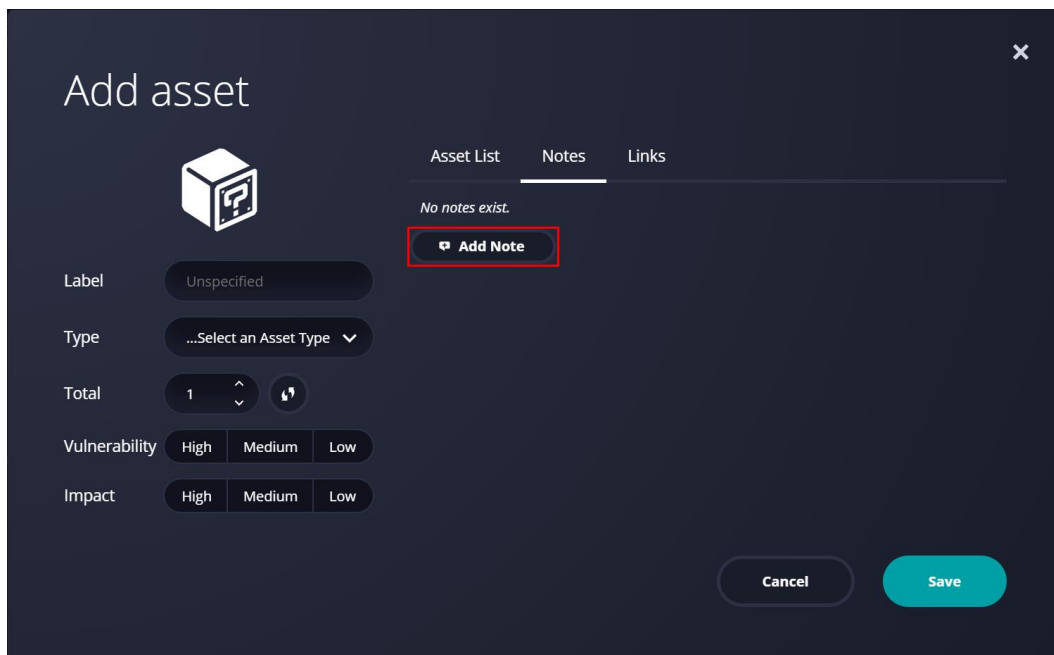 Add asset
Asset List Notes Links
No notes exist.
Add Note
Label Unspecified
Type ...Select an Asset Type
Total 1
Vulnerability High Medium Low
Impact High Medium Low
Cancel Save